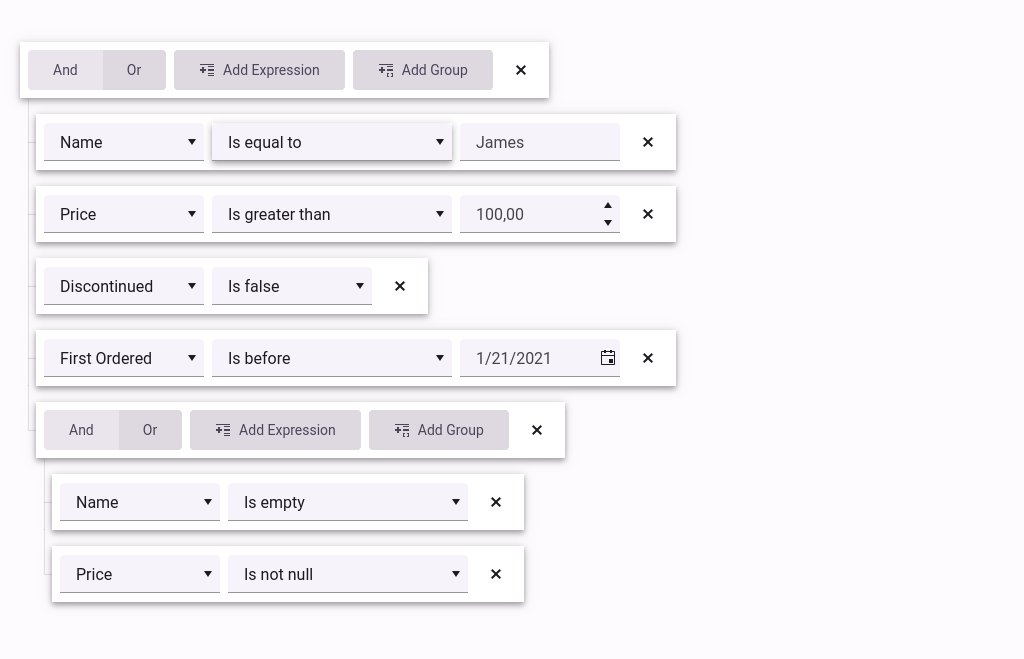 And Or Add Expression Add Group
Name Is equal to James
Price Is greater than 100,00
Discontinued Is false
First Ordered Is before 1/21/2021
And Or Add Expression Add Group
Name Is empty
Price Is not null